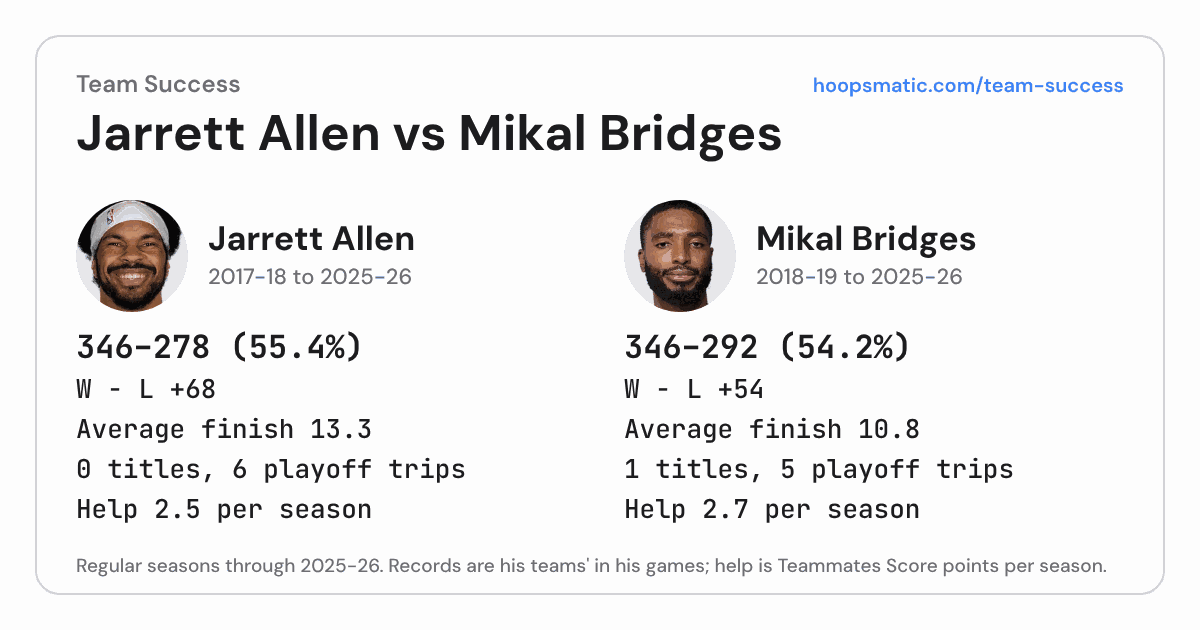 Team Success
hoopsmatic.com/team-success
Jarrett Allen vs Mikal Bridges
Jarrett Allen
2017-18 to 2025-26
346-278 (55.4%)
W - L +68
Average finish 13.3
0 titles, 6 playoff trips
Help 2.5 per season
Mikal Bridges
2018-19 to 2025-26
346-292 (54.2%)
W - L +54
Average finish 10.8
1 titles, 5 playoff trips
Help 2.7 per season
Regular seasons through 2025-26. Records are his teams' in his games; help is Teammates Score points per season.